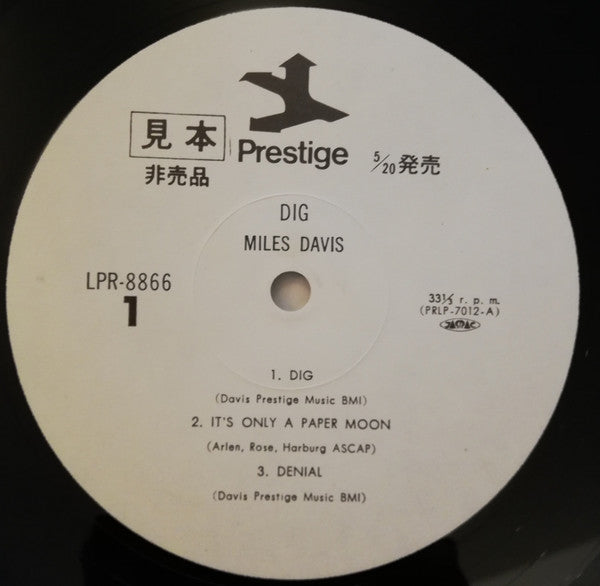 見本
非売品
Prestige
5/20発売
DIG
MILES DAVIS
LPR-8866
1
33⅓ r. p. m.
(PRLP-7012-A)
1. DIG
(Davis Prestige Music BMI)
2. IT'S ONLY A PAPER MOON
(Arlen, Rose, Harburg ASCAP)
3. DENIAL
(Davis Prestige Music BMI)